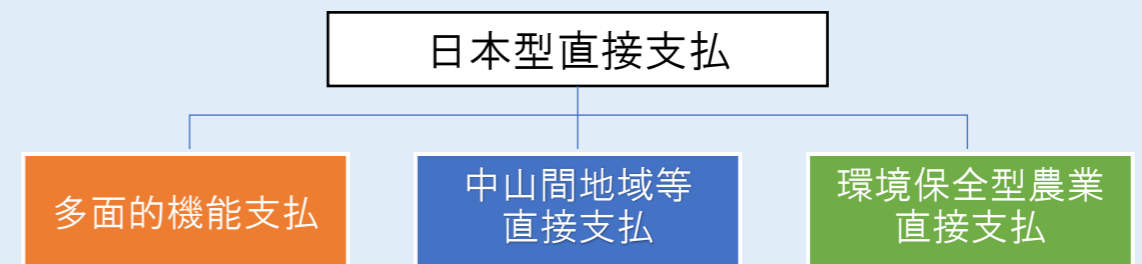 日本型直接支払
多面的機能支払
中山間地域等
直接支払
環境保全型農業
直接支払